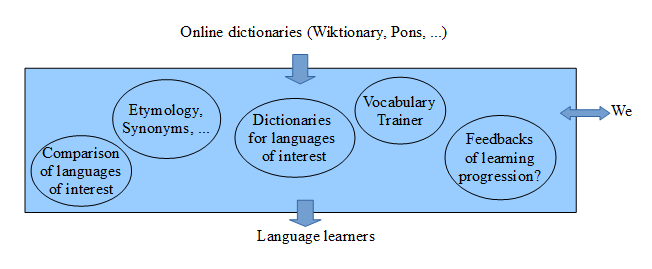 Online dictionaries (Wiktionary, Pons, ...)
Etymology,
Synonyms, ...
Comparison
of languages
of interest
Dictionaries
for languages
of interest
Vocabulary
Trainer
Feedbacks
of learning
progression?
We
Language learners